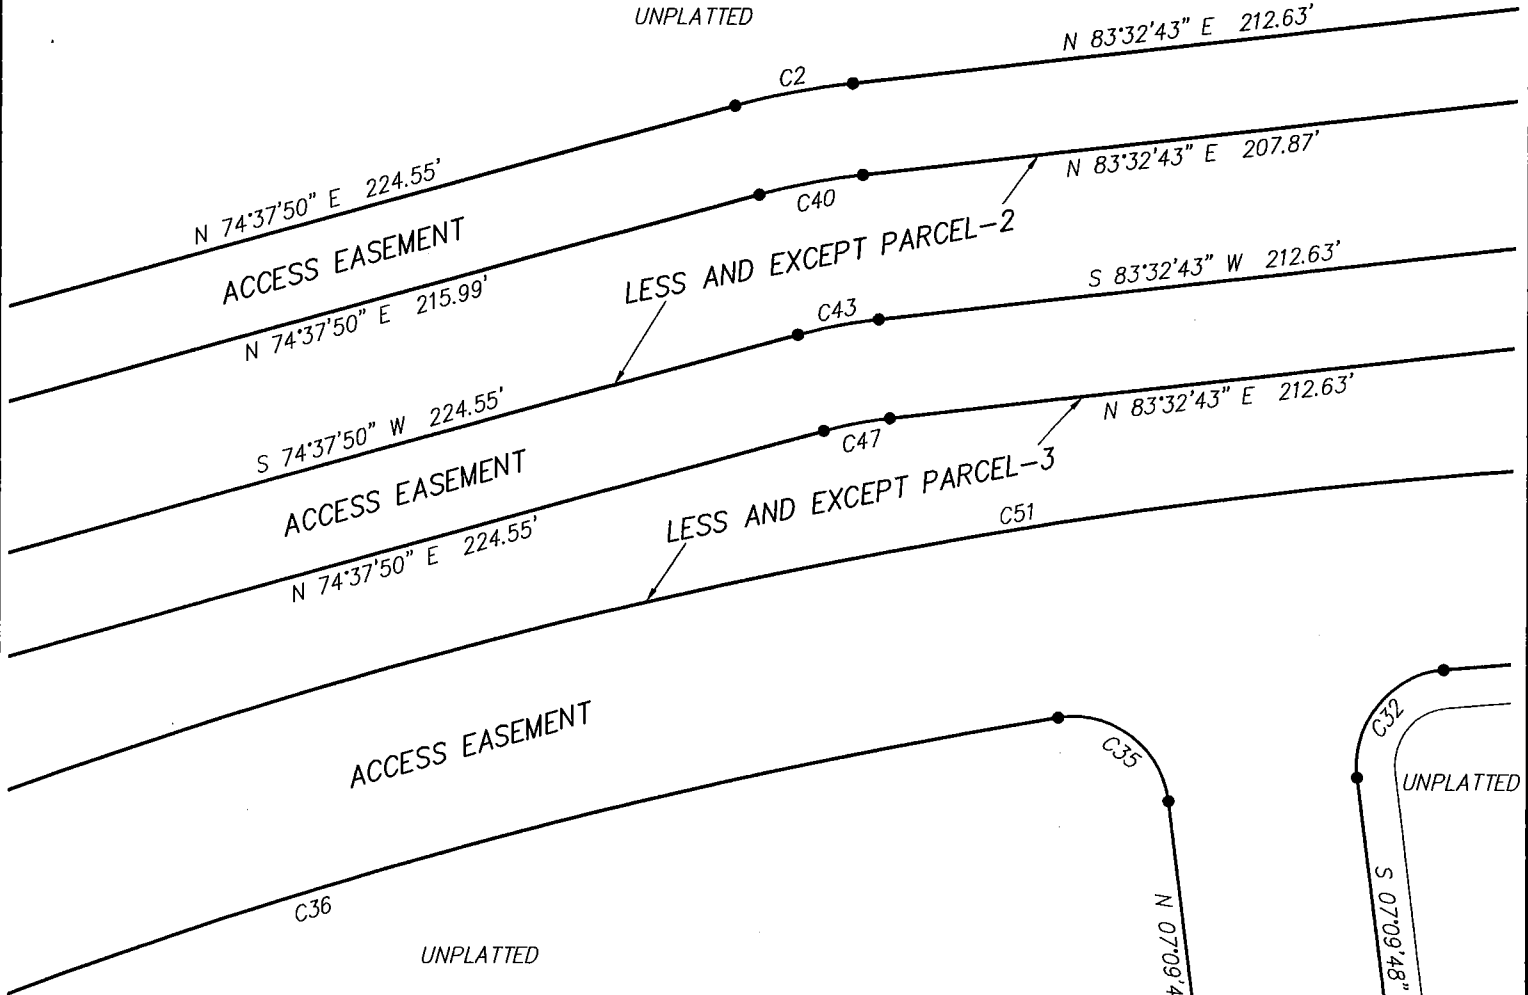 UNPLATTED
N 83°32'43" E 212.63'
C2
N 74°37'50" E 224.55'
ACCESS EASEMENT
N 83°32'43" E 207.87'
C40
LESS AND EXCEPT PARCEL-2
N 74°37'50" E 215.99'
S 83°32'43" W 212.63'
C43
S 74°37'50" W 224.55'
ACCESS EASEMENT
N 83°32'43" E 212.63'
C47
LESS AND EXCEPT PARCEL-3
N 74°37'50" E 224.55'
C51
ACCESS EASEMENT
C35
C32
UNPLATTED
C36
UNPLATTED
N 07°09'4
S 07°09'48"